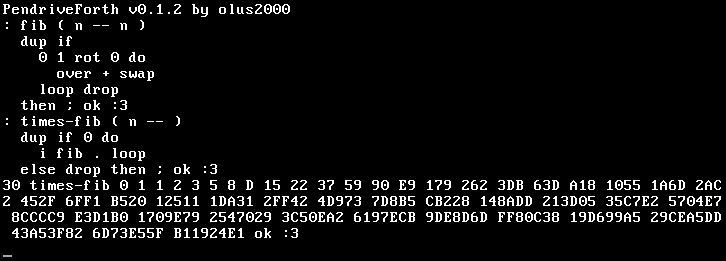 PendriveForth v0.1.2 by olus2000
: fib ( n -- n )
  dup if
    0 1 rot 0 do
      over + swap
    loop drop
  then ; ok :3
: times-fib ( n -- )
  dup if 0 do
    i fib . loop
  else drop then ; ok :3
30 times-fib 0 1 1 2 3 5 8 D 15 22 37 59 90 E9 179 262 3DB 63D A18 1055 1A6D 2AC
2 452F 6FF1 B520 12511 1DA31 2FF42 4D973 7D8B5 CB228 148ADD 213D05 35C7E2 5704E7
 8CCCC9 E3D1B0 1709E79 2547029 3C50EA2 6197ECB 9DE8D6D FF80C38 19D699A5 29CEA5DD
 43A53F82 6D73E55F B11924E1 ok :3